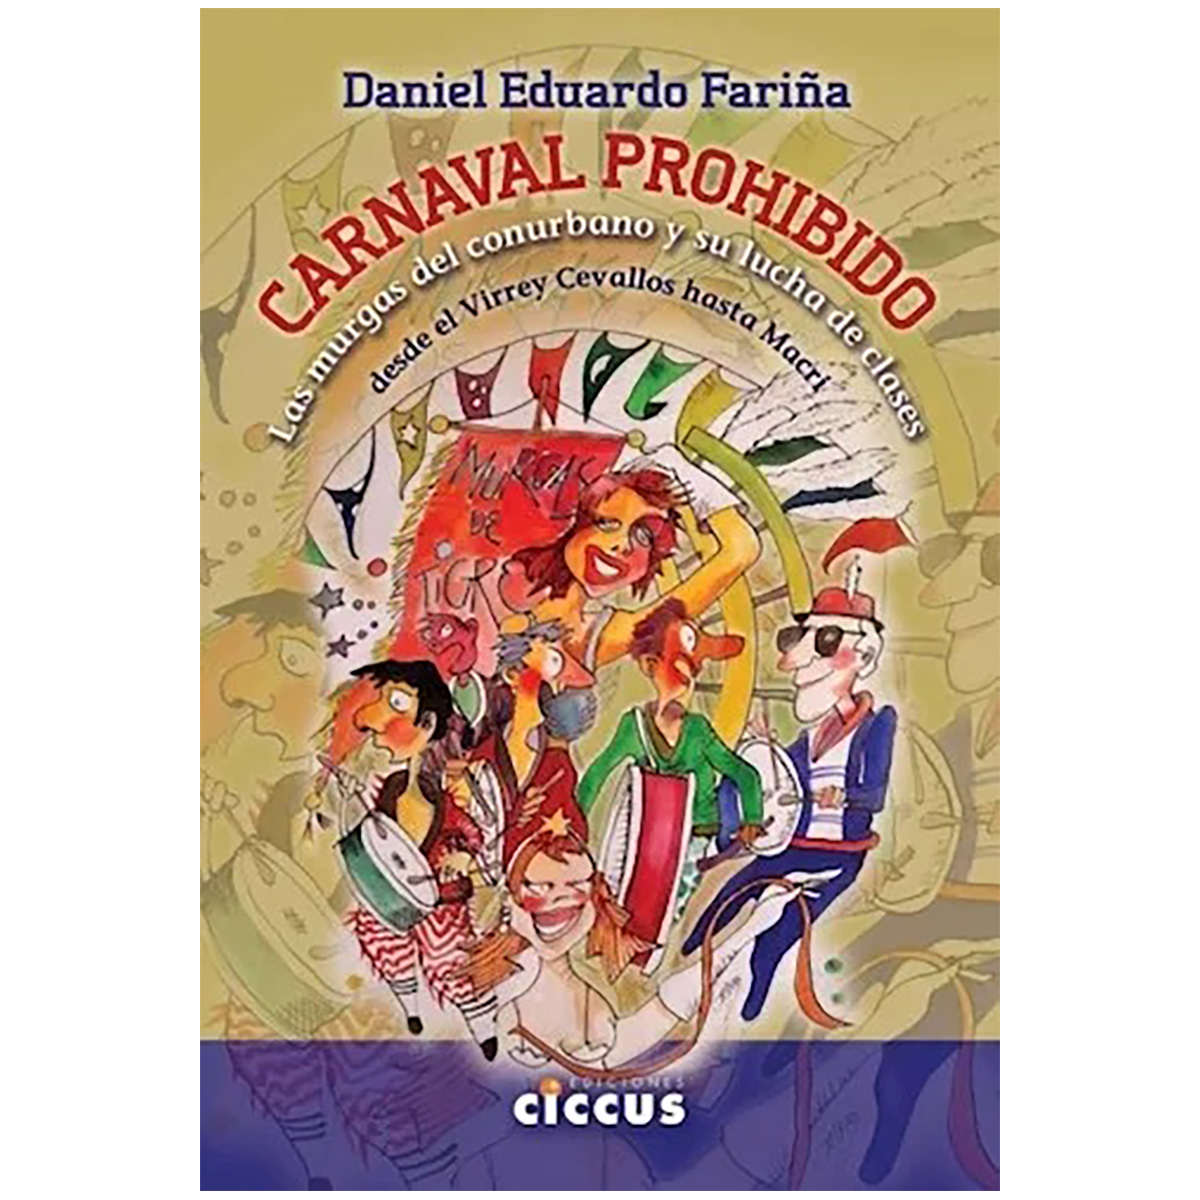 Daniel Eduardo Fariña
CARNAVAL PROHIBIDO
Las murgas del conurbano y su lucha de clases
desde el Virrey Cevallos hasta Macri
MURGAS
DE
TIGRE
EDICIONES
CICCUS